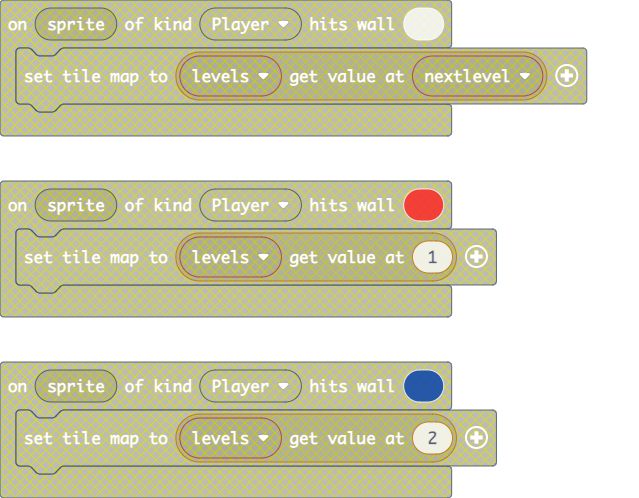 on sprite of kind Player hits wall
set tile map to levels get value at nextlevel
on sprite of kind Player hits wall
set tile map to levels get value at 1
on sprite of kind Player hits wall
set tile map to levels get value at 2